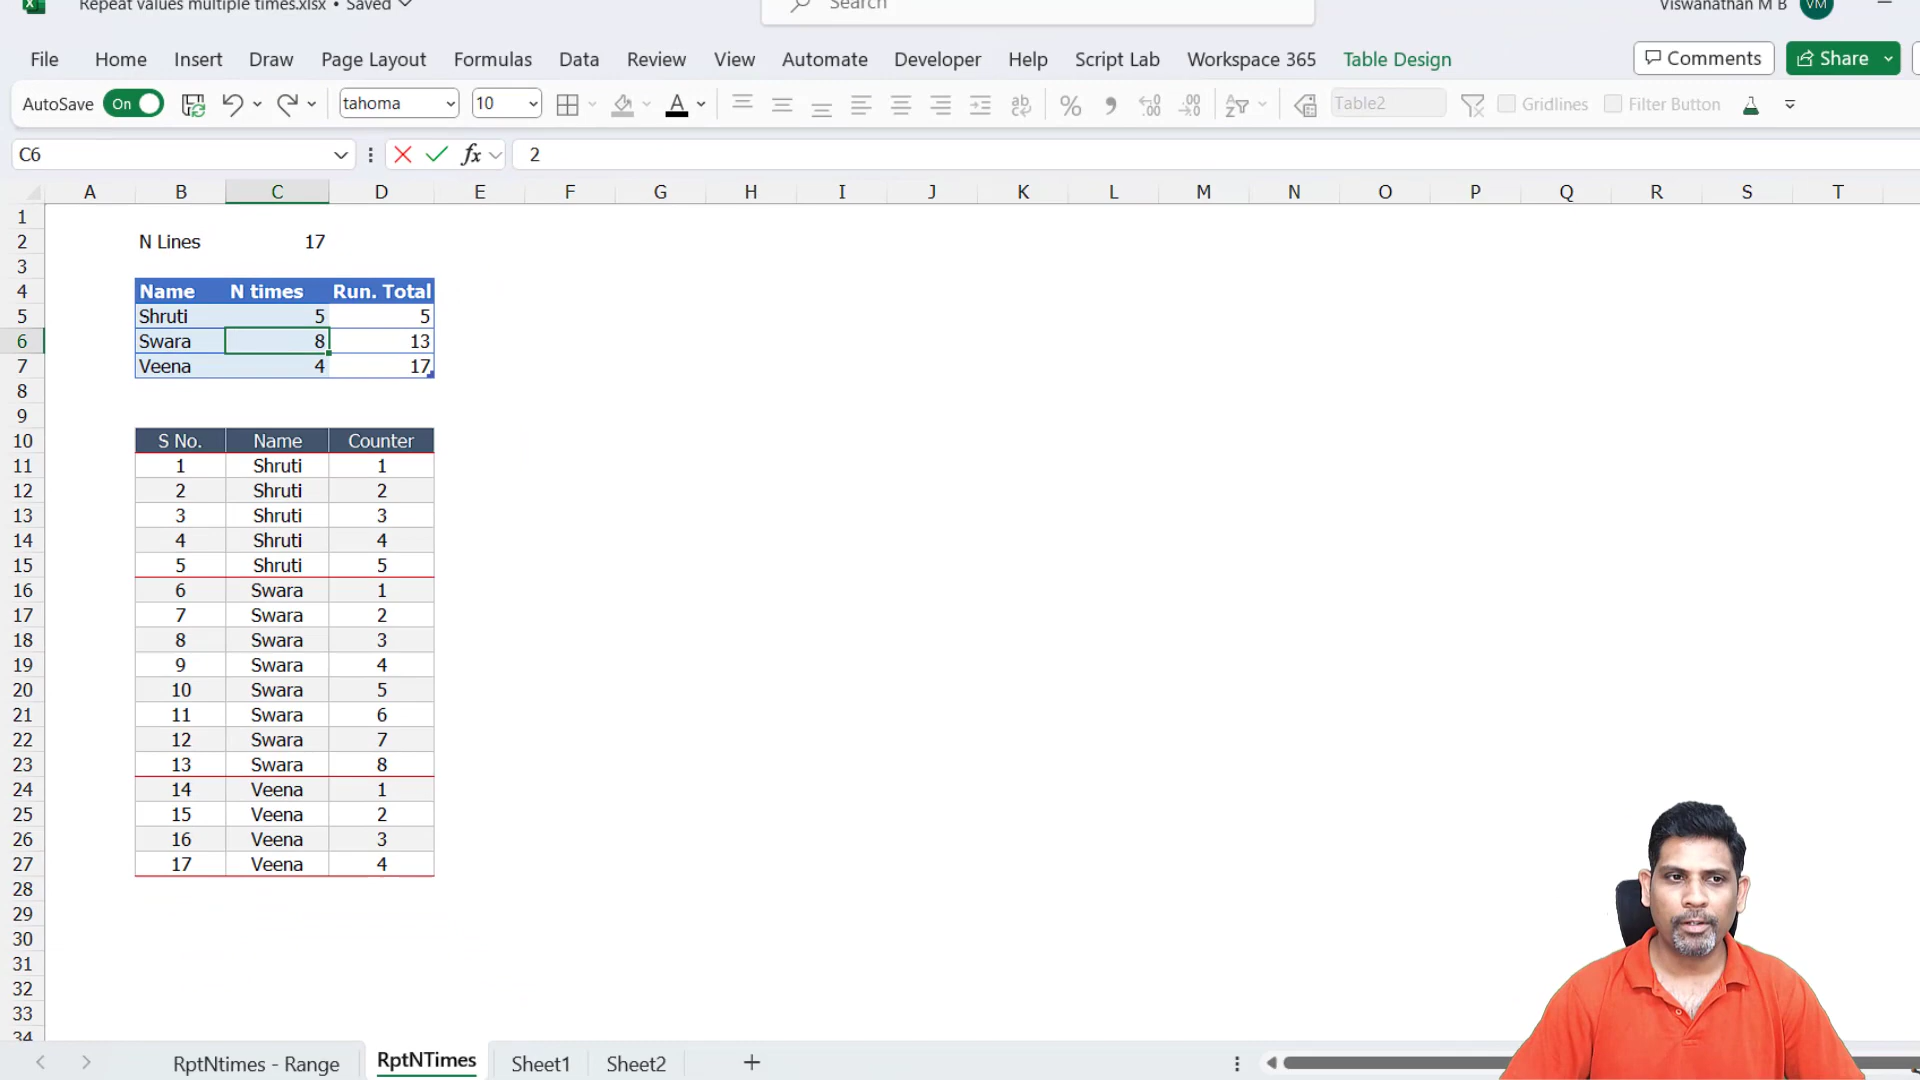 Repeat values multiple times.xlsx • Saved
Search
Viswanathan M B
VM
File Home Insert Draw Page Layout Formulas Data Review View Automate Developer Help Script Lab Workspace 365 Table Design Comments Share
AutoSave On tahoma 10 Table2 Gridlines Filter Button
C6 fx 2
A B C D E F G H I J K L M N O P Q R S T
1
2 N Lines 17
3
4 Name N times Run. Total
5 Shruti 5 5
6 Swara 8 13
7 Veena 4 17
8
9
10 S No. Name Counter
11 1 Shruti 1
12 2 Shruti 2
13 3 Shruti 3
14 4 Shruti 4
15 5 Shruti 5
16 6 Swara 1
17 7 Swara 2
18 8 Swara 3
19 9 Swara 4
20 10 Swara 5
21 11 Swara 6
22 12 Swara 7
23 13 Swara 8
24 14 Veena 1
25 15 Veena 2
26 16 Veena 3
27 17 Veena 4
28
29
30
31
32
33
34
RptNtimes - Range RptNTimes Sheet1 Sheet2